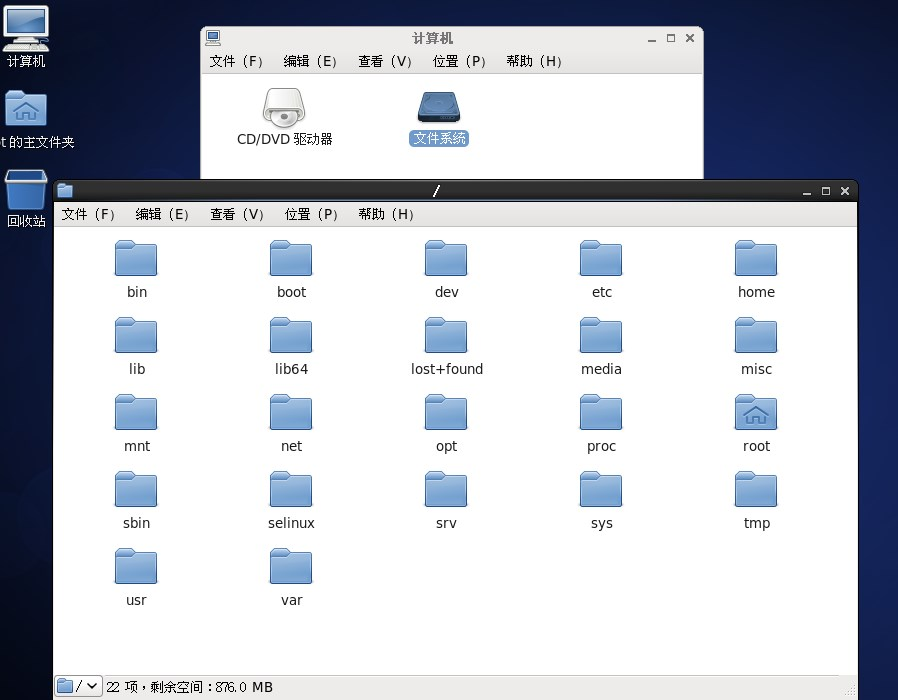 计算机
t 的主文件夹
回收站
计算机
文件（F） 编辑（E） 查看（V） 位置（P） 帮助（H）
CD/DVD 驱动器 文件系统
/
文件（F） 编辑（E） 查看（V） 位置（P） 帮助（H）
bin boot dev etc home
lib lib64 lost+found media misc
mnt net opt proc root
sbin selinux srv sys tmp
usr var
/ 22 项，剩余空间：876.0 MB